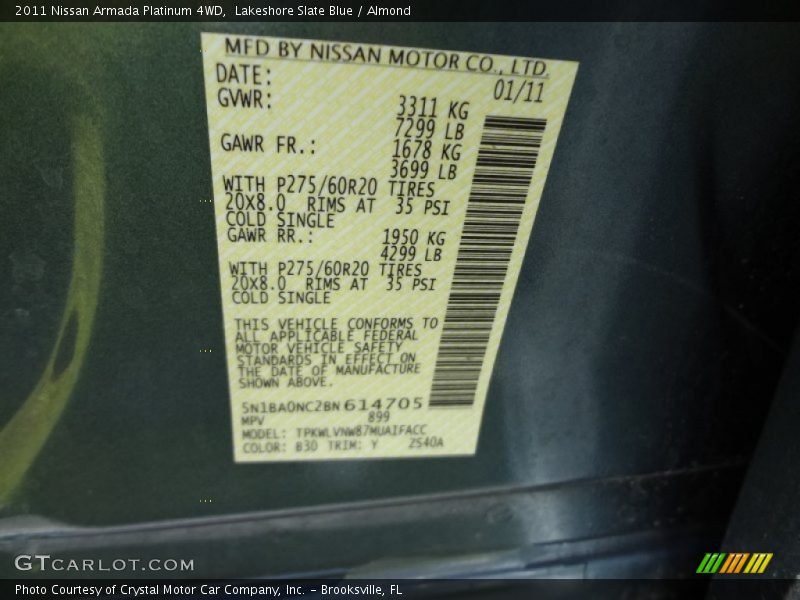 2011 Nissan Armada Platinum 4WD,  Lakeshore Slate Blue / Almond
MFD BY NISSAN MOTOR CO., LTD.
DATE: 01/11
GVWR: 3311 KG
7299 LB
GAWR FR.: 1678 KG
3699 LB
WITH P275/60R20 TIRES
20X8.0 RIMS AT 35 PSI
COLD SINGLE
GAWR RR.: 1950 KG
4299 LB
WITH P275/60R20 TIRES
20X8.0 RIMS AT 35 PSI
COLD SINGLE
THIS VEHICLE CONFORMS TO
ALL APPLICABLE FEDERAL
MOTOR VEHICLE SAFETY
STANDARDS IN EFFECT ON
THE DATE OF MANUFACTURE
SHOWN ABOVE.
5N1BA0NC2BN614705
MPV 899
MODEL: TPKWLVNW87MUAIFACC
COLOR: B30 TRIM: Y 2S40A
GTCARLOT.COM
Photo Courtesy of Crystal Motor Car Company, Inc. – Brooksville, FL